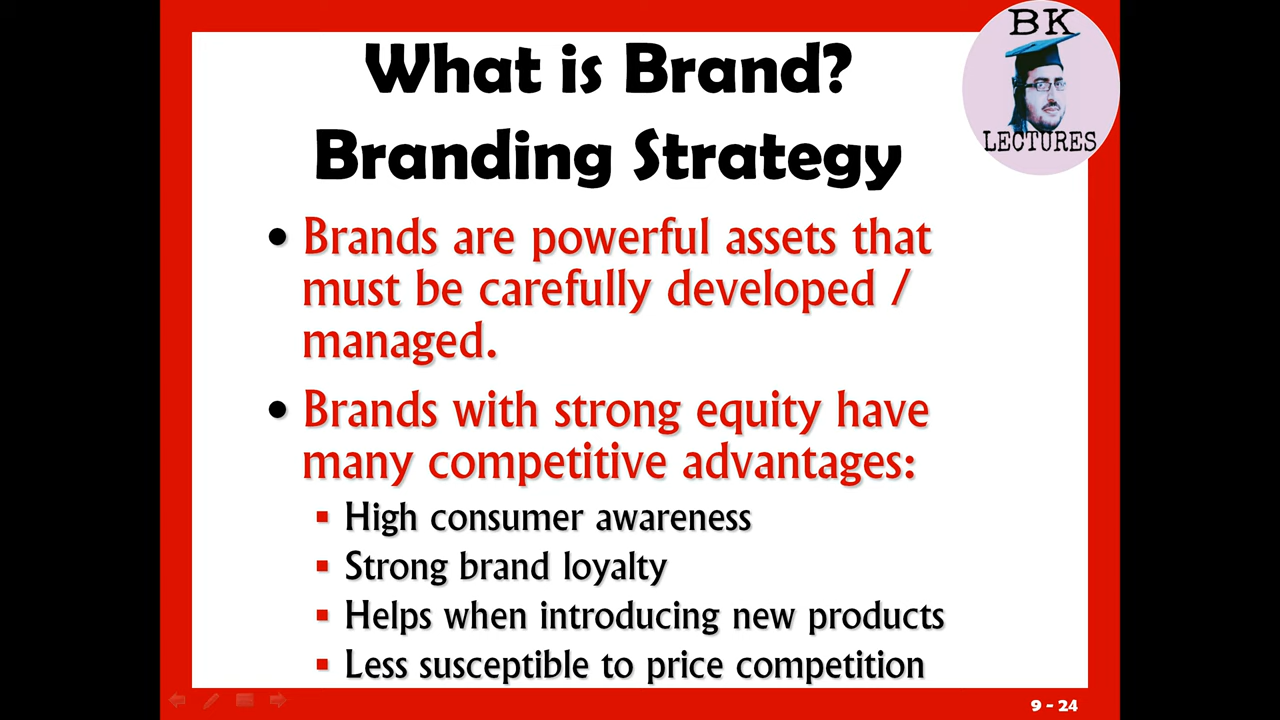 What is Brand?
Branding Strategy
BK
LECTURES
• Brands are powerful assets that
must be carefully developed /
managed.
• Brands with strong equity have
many competitive advantages:
▪ High consumer awareness
▪ Strong brand loyalty
▪ Helps when introducing new products
▪ Less susceptible to price competition
9 - 24